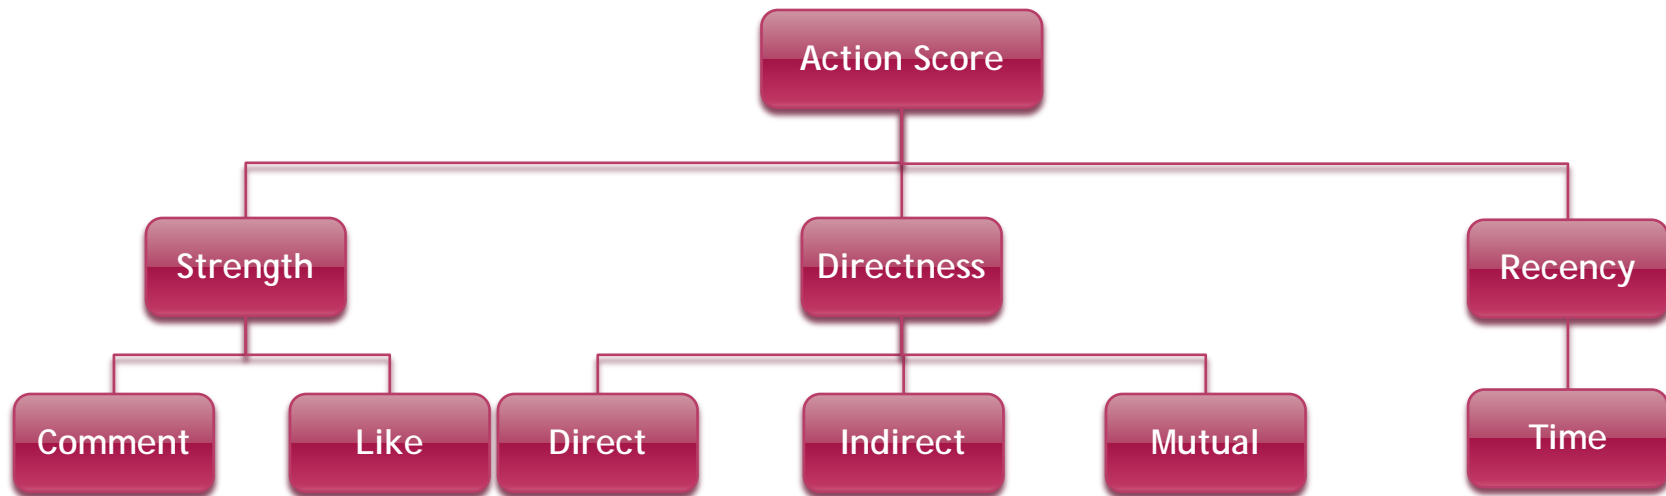 Action Score
Strength
Directness
Recency
Comment
Like
Direct
Indirect
Mutual
Time